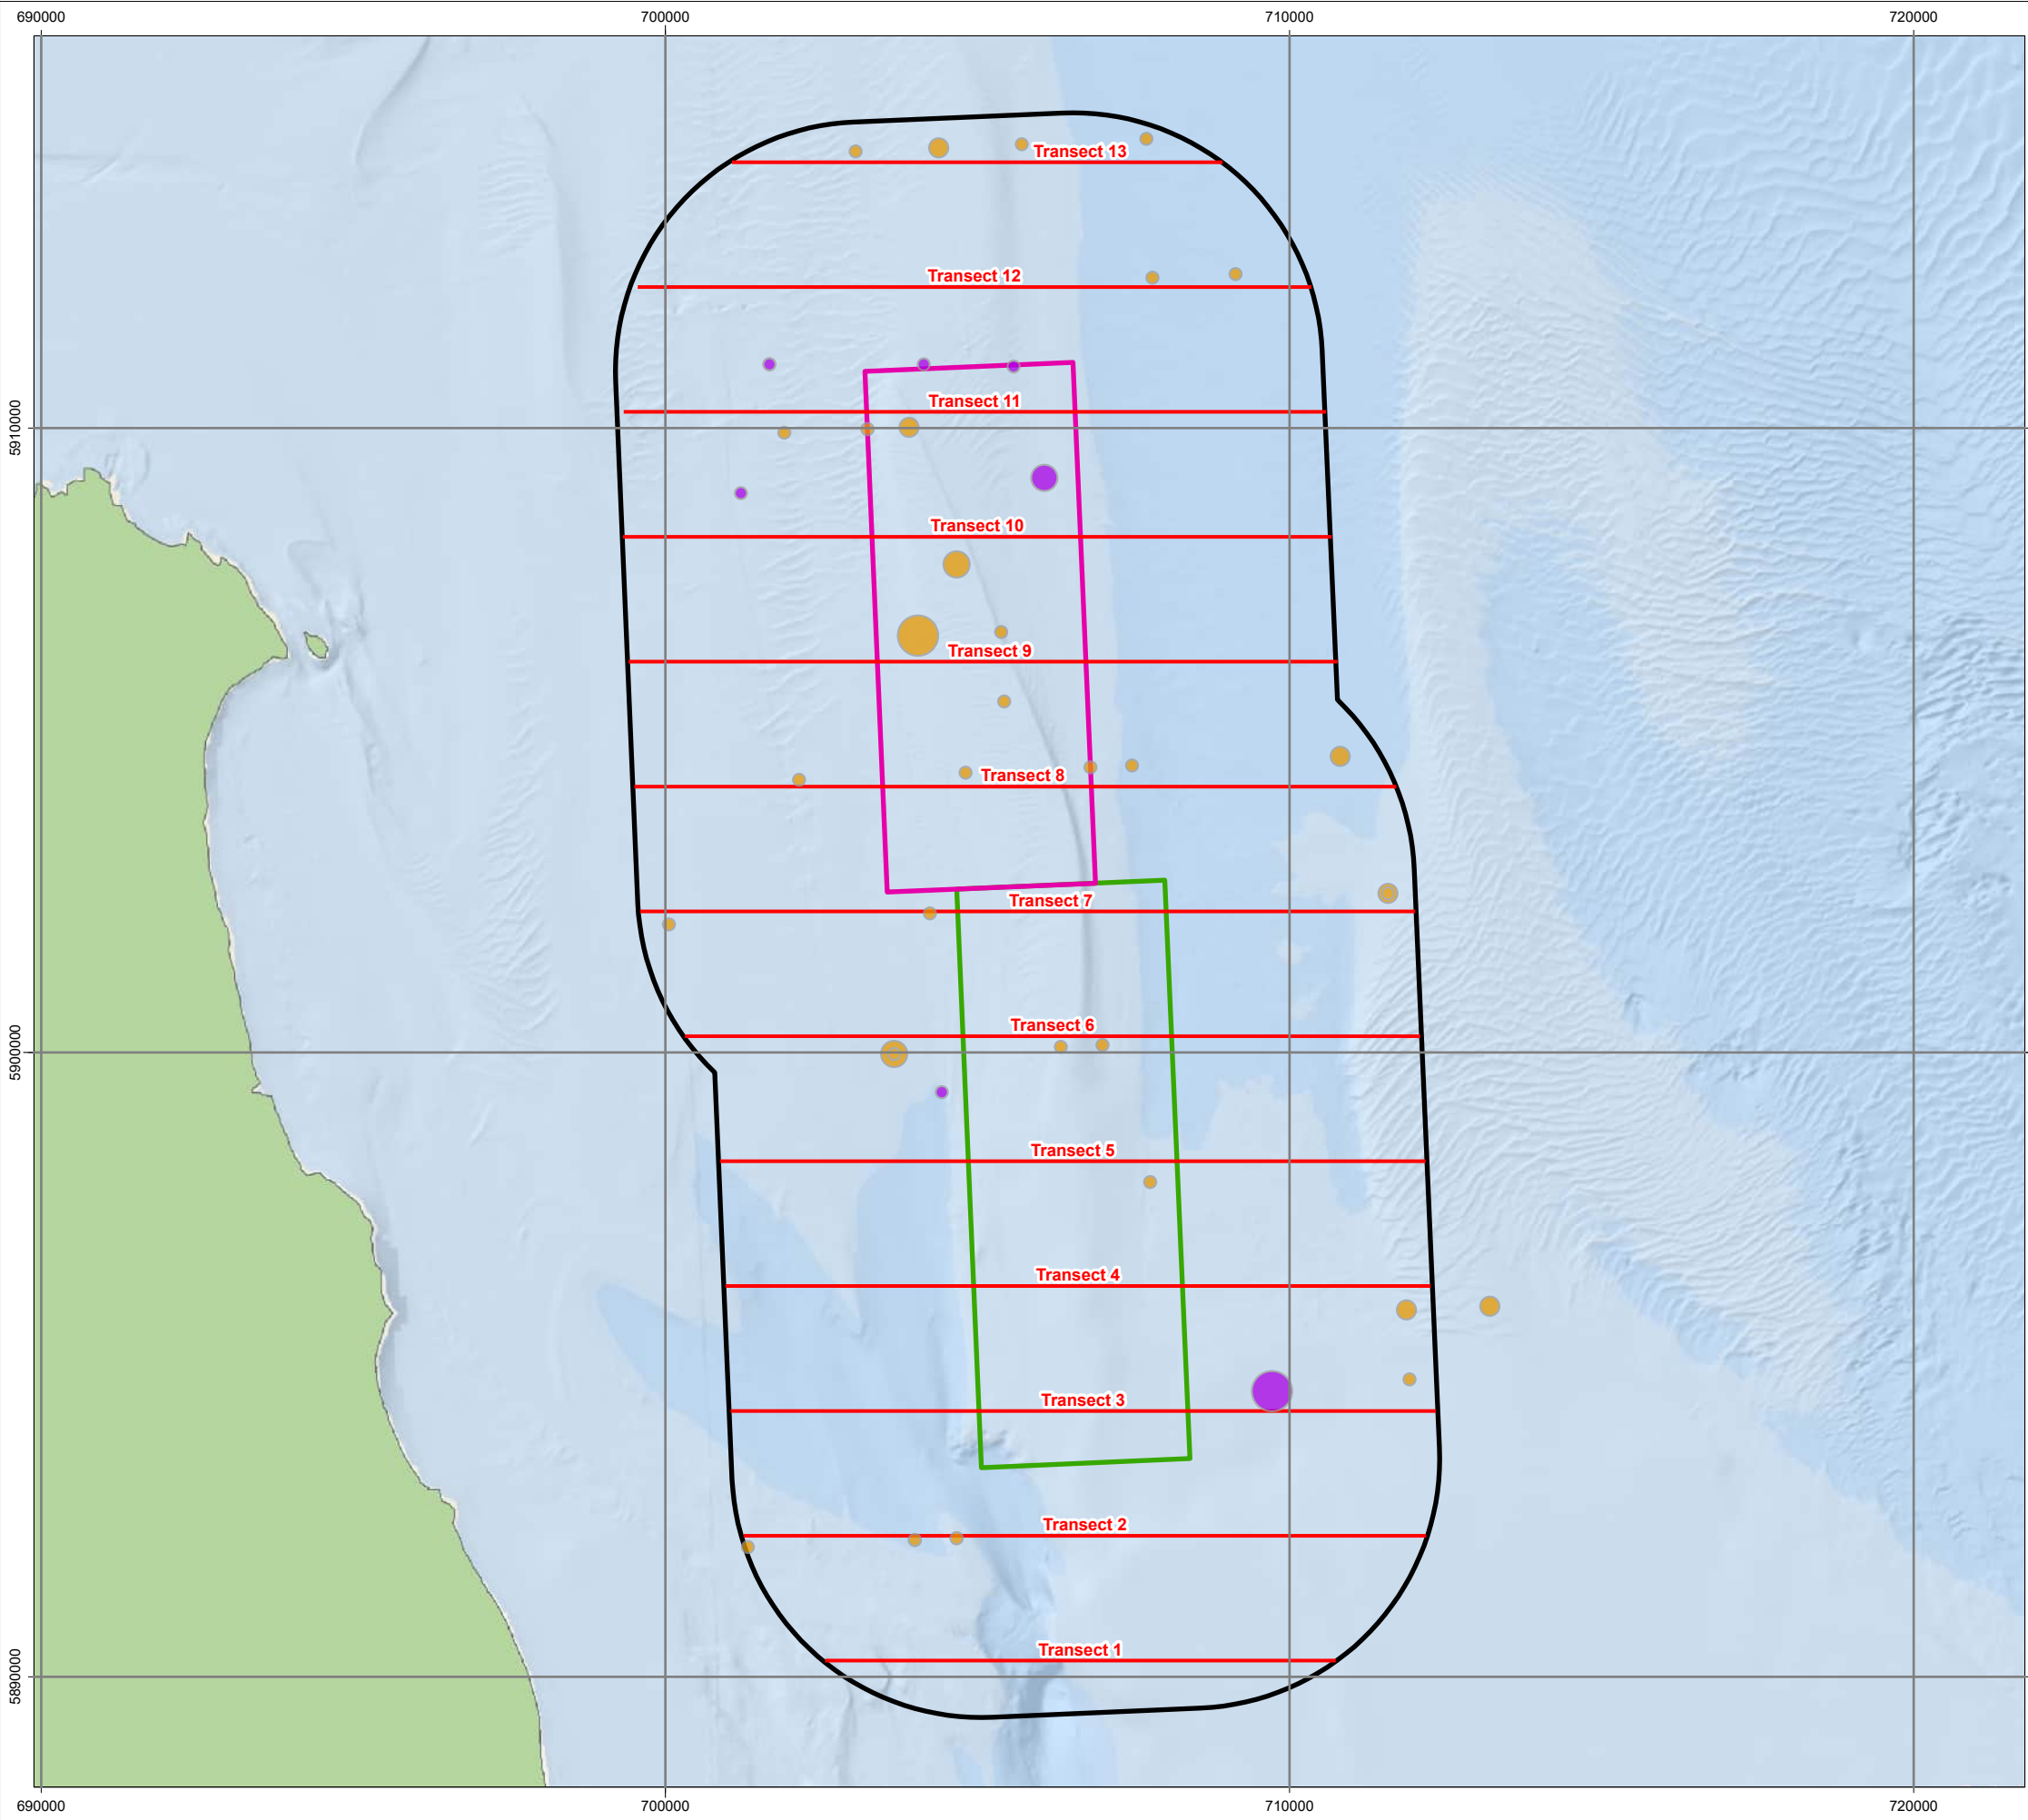 690000 700000 710000 720000
Transect 13
Transect 12
Transect 11
5910000
Transect 10
Transect 9
Transect 8
Transect 7
Transect 6
5900000
Transect 5
Transect 4
Transect 3
Transect 2
Transect 1
5890000
690000 700000 710000 720000